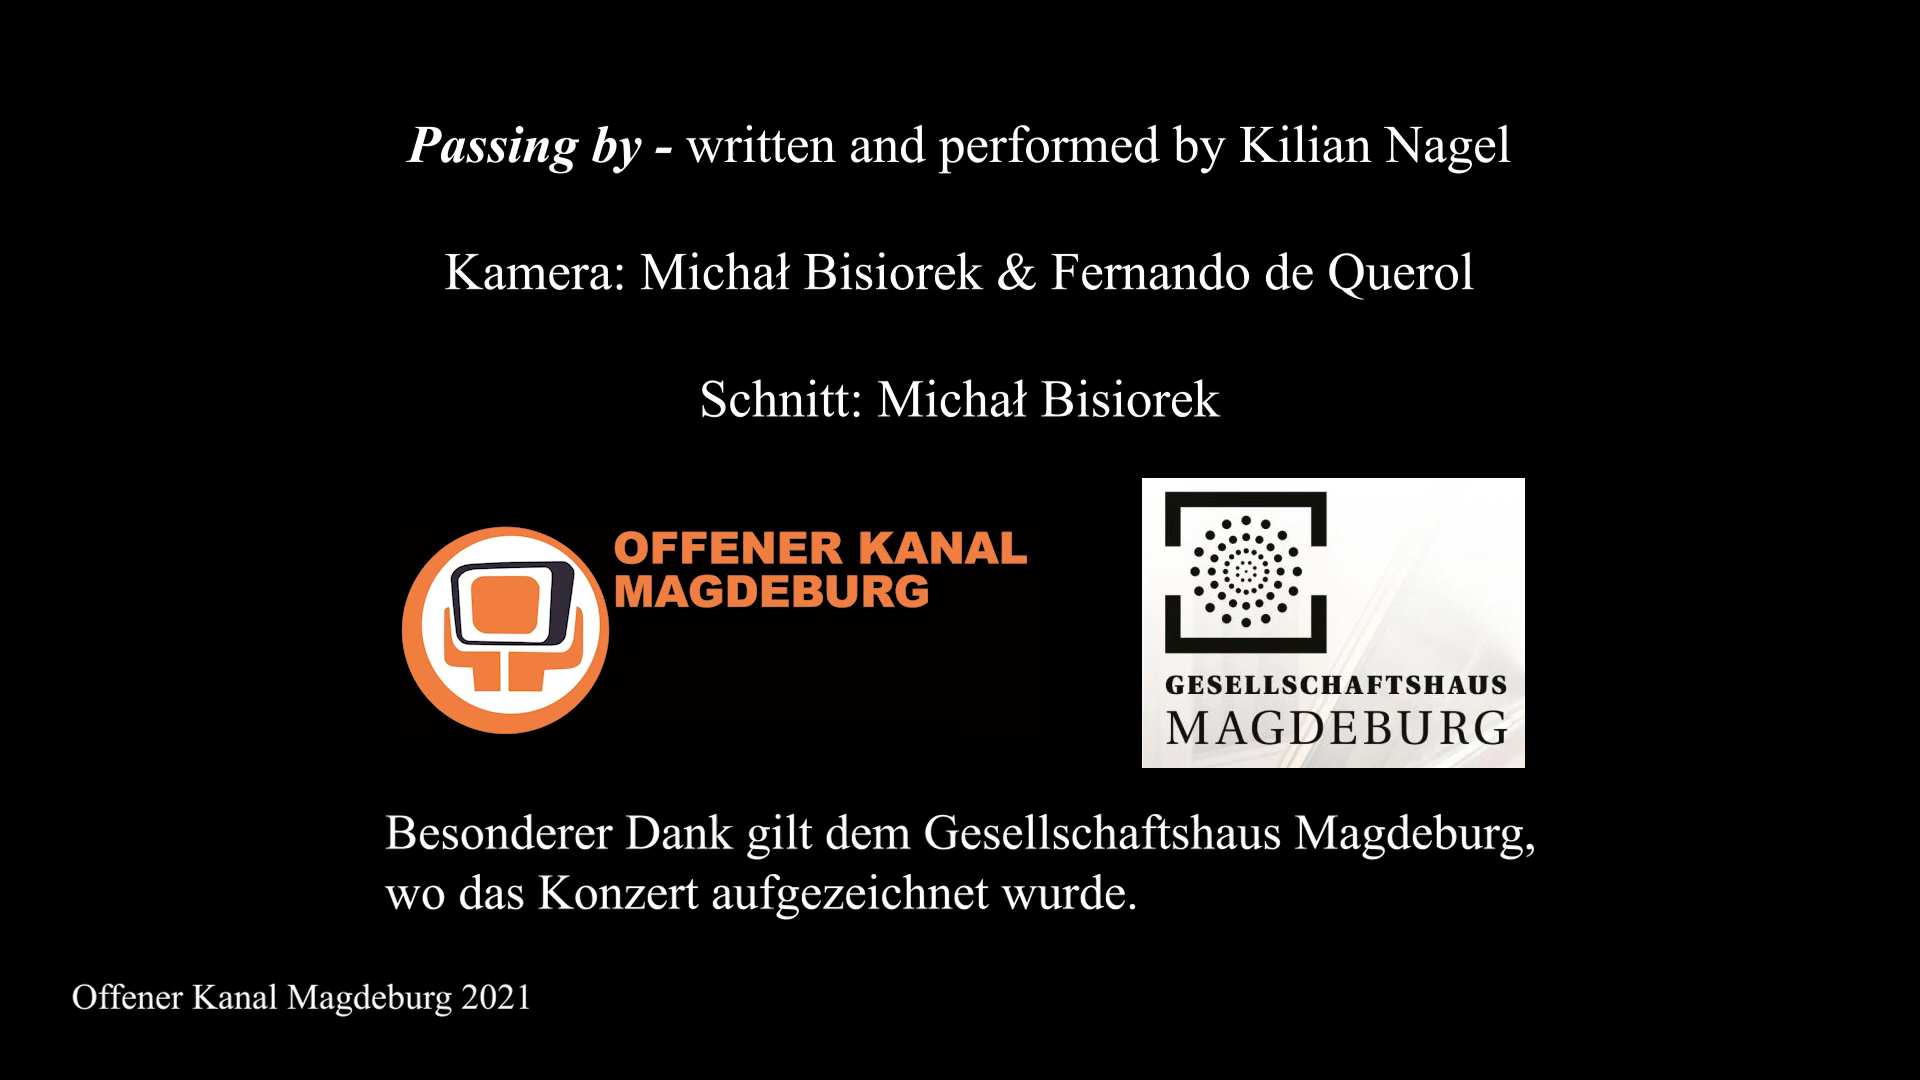 Passing by - written and performed by Kilian Nagel
Kamera: Michał Bisiorek & Fernando de Querol
Schnitt: Michał Bisiorek
OFFENER KANAL
MAGDEBURG
GESELLSCHAFTSHAUS
MAGDEBURG
Besonderer Dank gilt dem Gesellschaftshaus Magdeburg,
wo das Konzert aufgezeichnet wurde.
Offener Kanal Magdeburg 2021